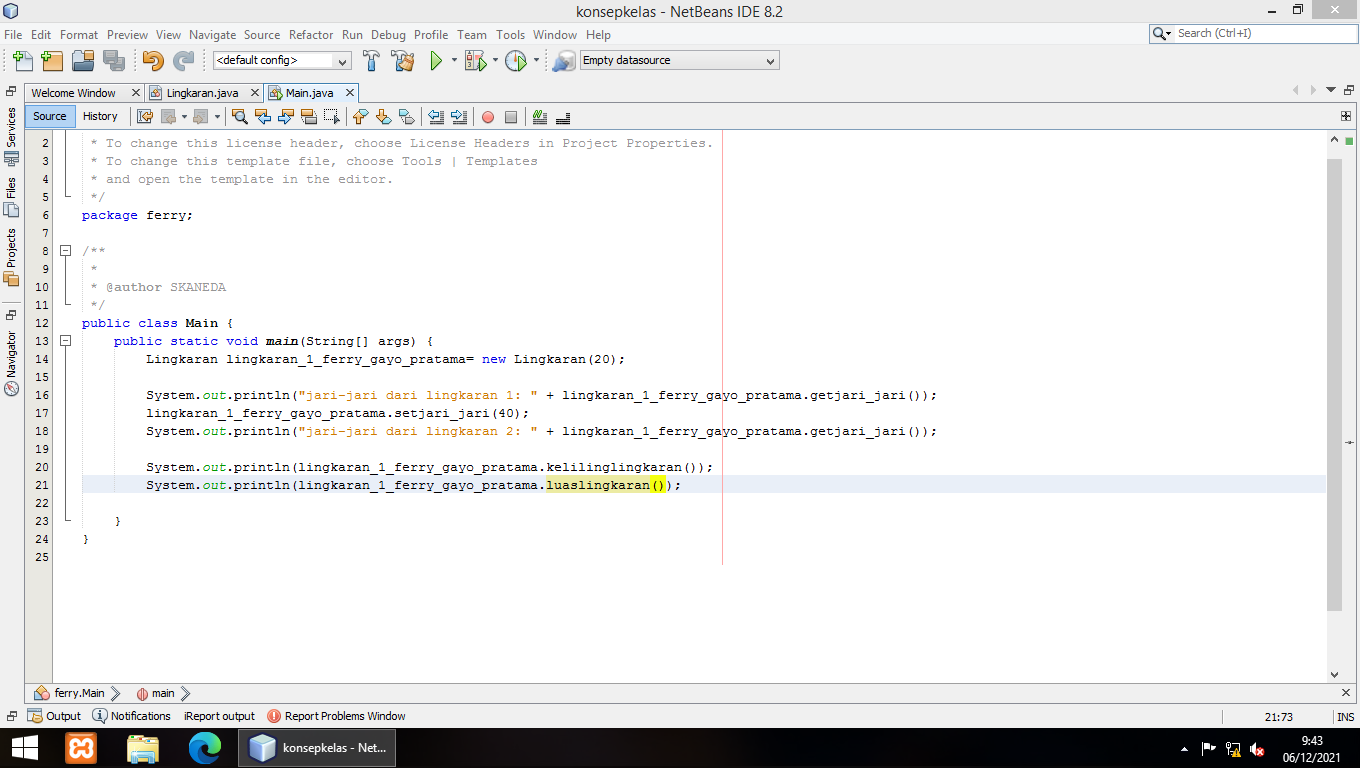 konsepkelas - NetBeans IDE 8.2
File Edit Format Preview View Navigate Source Refactor Run Debug Profile Team Tools Window Help
Search (Ctrl+I)
<default config>
Empty datasource
Welcome Window
Lingkaran.java
Main.java
Source
History
Services
Files
Projects
Navigator
2 * To change this license header, choose License Headers in Project Properties.
3 * To change this template file, choose Tools | Templates
4 * and open the template in the editor.
5 */
6 package ferry;
7
8 /**
9 *
10 * @author SKANEDA
11 */
12 public class Main {
13 public static void main(String[] args) {
14 Lingkaran lingkaran_1_ferry_gayo_pratama= new Lingkaran(20);
15
16 System.out.println("jari-jari dari lingkaran 1: " + lingkaran_1_ferry_gayo_pratama.getjari_jari());
17 lingkaran_1_ferry_gayo_pratama.setjari_jari(40);
18 System.out.println("jari-jari dari lingkaran 2: " + lingkaran_1_ferry_gayo_pratama.getjari_jari());
19
20 System.out.println(lingkaran_1_ferry_gayo_pratama.kelilinglingkaran());
21 System.out.println(lingkaran_1_ferry_gayo_pratama.luaslingkaran());
22
23 }
24 }
25
ferry.Main
main
Output
Notifications
iReport output
Report Problems Window
21:73
INS
konsepkelas - Net...
9:43
06/12/2021